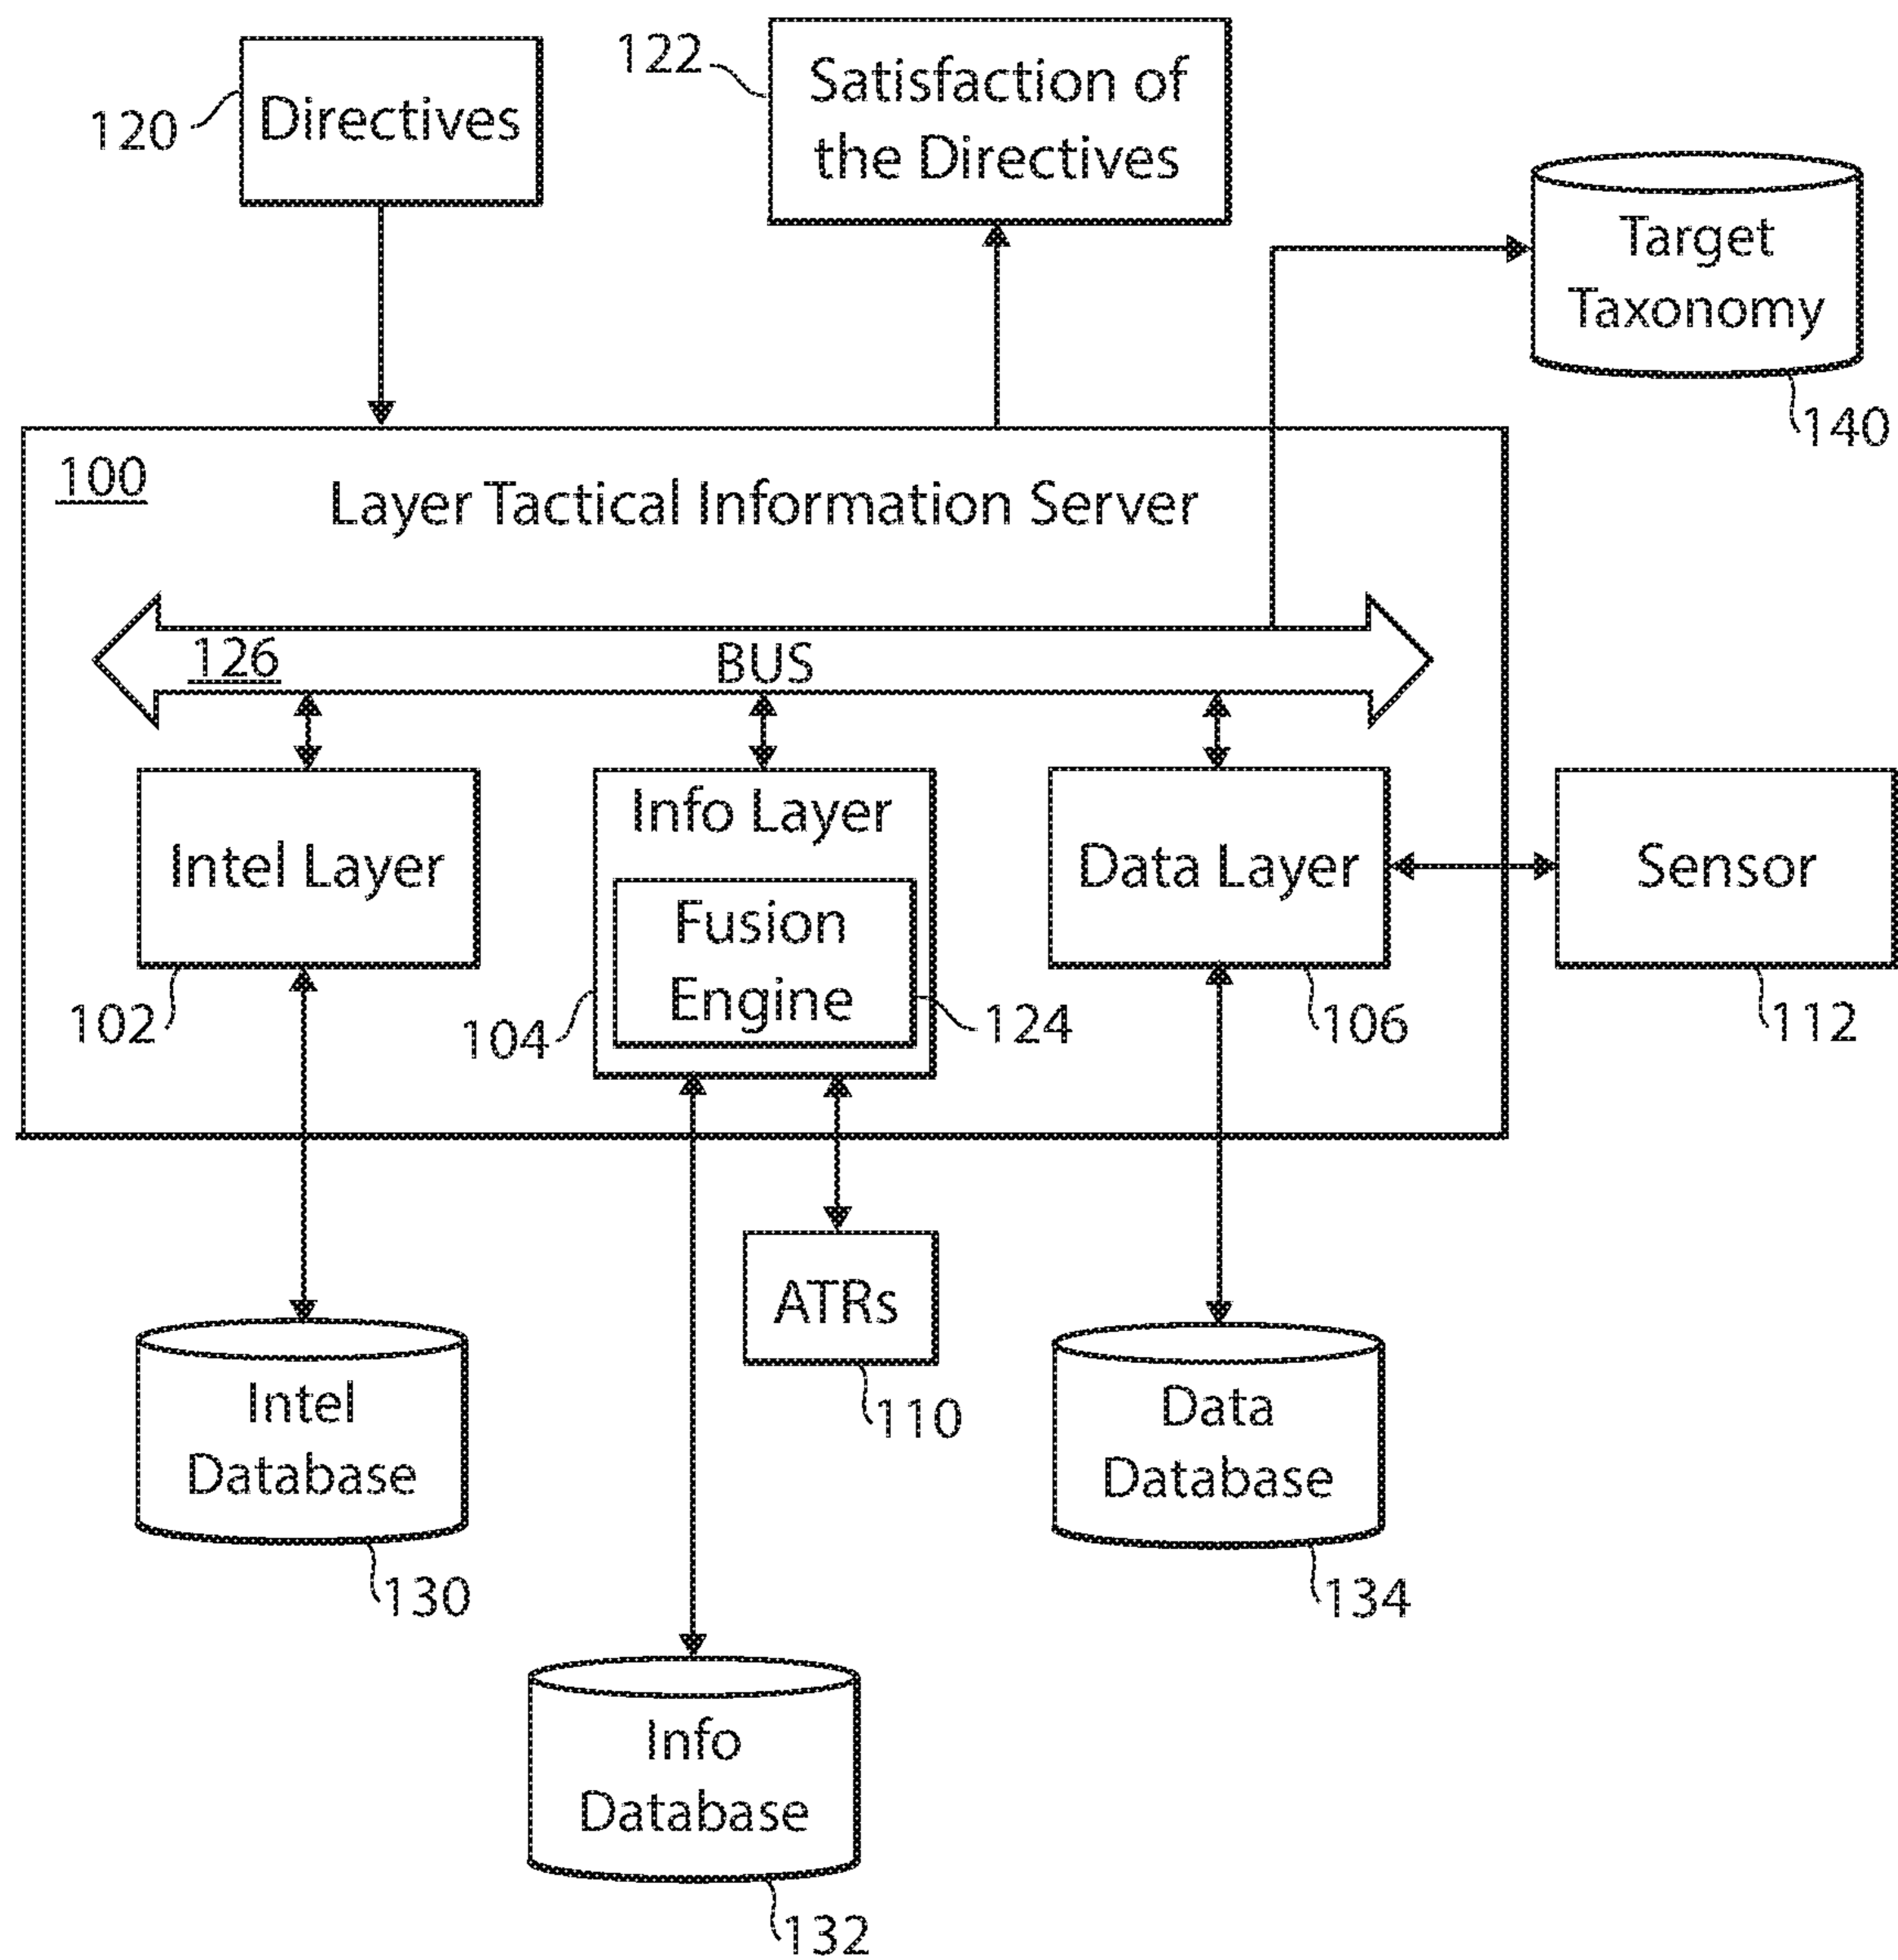 120
Directives
122
Satisfaction of
the Directives
Target
Taxonomy
140
100
Layer Tactical Information Server
126
BUS
Intel Layer
102
Info Layer
Fusion
Engine
104
124
Data Layer
106
Sensor
112
ATRs
110
Intel
Database
130
Data
Database
134
Info
Database
132